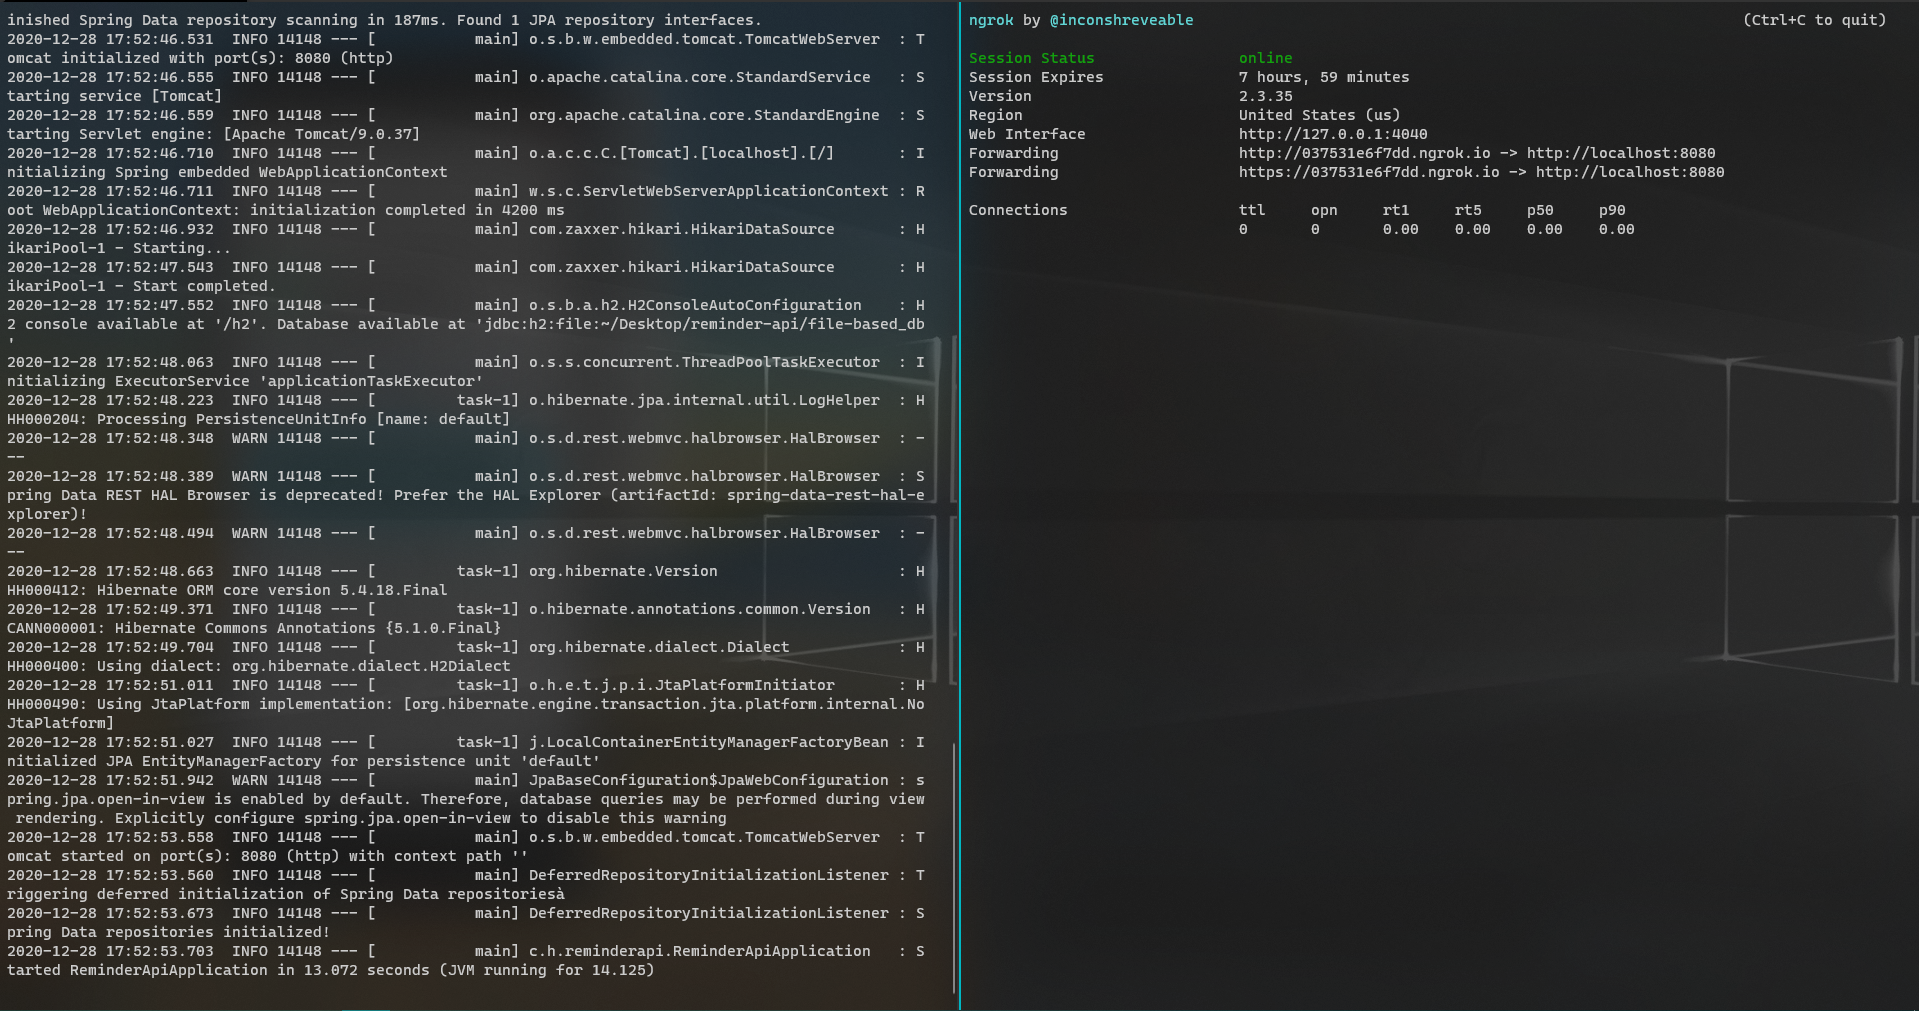 inished Spring Data repository scanning in 187ms. Found 1 JPA repository interfaces.
2020-12-28 17:52:46.531  INFO 14148 --- [           main] o.s.b.w.embedded.tomcat.TomcatWebServer  : T
omcat initialized with port(s): 8080 (http)
2020-12-28 17:52:46.555  INFO 14148 --- [           main] o.apache.catalina.core.StandardService   : S
tarting service [Tomcat]
2020-12-28 17:52:46.559  INFO 14148 --- [           main] org.apache.catalina.core.StandardEngine  : S
tarting Servlet engine: [Apache Tomcat/9.0.37]
2020-12-28 17:52:46.710  INFO 14148 --- [           main] o.a.c.c.C.[Tomcat].[localhost].[/]       : I
nitializing Spring embedded WebApplicationContext
2020-12-28 17:52:46.711  INFO 14148 --- [           main] w.s.c.ServletWebServerApplicationContext : R
oot WebApplicationContext: initialization completed in 4200 ms
2020-12-28 17:52:46.932  INFO 14148 --- [           main] com.zaxxer.hikari.HikariDataSource       : H
ikariPool-1 - Starting...
2020-12-28 17:52:47.543  INFO 14148 --- [           main] com.zaxxer.hikari.HikariDataSource       : H
ikariPool-1 - Start completed.
2020-12-28 17:52:47.552  INFO 14148 --- [           main] o.s.b.a.h2.H2ConsoleAutoConfiguration    : H
2 console available at '/h2'. Database available at 'jdbc:h2:file:~/Desktop/reminder-api/file-based_db
'
2020-12-28 17:52:48.063  INFO 14148 --- [           main] o.s.s.concurrent.ThreadPoolTaskExecutor  : I
nitializing ExecutorService 'applicationTaskExecutor'
2020-12-28 17:52:48.223  INFO 14148 --- [         task-1] o.hibernate.jpa.internal.util.LogHelper  : H
HH000204: Processing PersistenceUnitInfo [name: default]
2020-12-28 17:52:48.348  WARN 14148 --- [           main] o.s.d.rest.webmvc.halbrowser.HalBrowser  : -
--
2020-12-28 17:52:48.389  WARN 14148 --- [           main] o.s.d.rest.webmvc.halbrowser.HalBrowser  : S
pring Data REST HAL Browser is deprecated! Prefer the HAL Explorer (artifactId: spring-data-rest-hal-e
xplorer)!
2020-12-28 17:52:48.494  WARN 14148 --- [           main] o.s.d.rest.webmvc.halbrowser.HalBrowser  : -
--
2020-12-28 17:52:48.663  INFO 14148 --- [         task-1] org.hibernate.Version                    : H
HH000412: Hibernate ORM core version 5.4.18.Final
2020-12-28 17:52:49.371  INFO 14148 --- [         task-1] o.hibernate.annotations.common.Version   : H
CANN000001: Hibernate Commons Annotations {5.1.0.Final}
2020-12-28 17:52:49.704  INFO 14148 --- [         task-1] org.hibernate.dialect.Dialect            : H
HH000400: Using dialect: org.hibernate.dialect.H2Dialect
2020-12-28 17:52:51.011  INFO 14148 --- [         task-1] o.h.e.t.j.p.i.JtaPlatformInitiator       : H
HH000490: Using JtaPlatform implementation: [org.hibernate.engine.transaction.jta.platform.internal.No
JtaPlatform]
2020-12-28 17:52:51.027  INFO 14148 --- [         task-1] j.LocalContainerEntityManagerFactoryBean : I
nitialized JPA EntityManagerFactory for persistence unit 'default'
2020-12-28 17:52:51.942  WARN 14148 --- [           main] JpaBaseConfiguration$JpaWebConfiguration : s
pring.jpa.open-in-view is enabled by default. Therefore, database queries may be performed during view
 rendering. Explicitly configure spring.jpa.open-in-view to disable this warning
2020-12-28 17:52:53.558  INFO 14148 --- [           main] o.s.b.w.embedded.tomcat.TomcatWebServer  : T
omcat started on port(s): 8080 (http) with context path ''
2020-12-28 17:52:53.560  INFO 14148 --- [           main] DeferredRepositoryInitializationListener : T
riggering deferred initialization of Spring Data repositoriesà
2020-12-28 17:52:53.673  INFO 14148 --- [           main] DeferredRepositoryInitializationListener : S
pring Data repositories initialized!
2020-12-28 17:52:53.703  INFO 14148 --- [           main] c.h.reminderapi.ReminderApiApplication   : S
tarted ReminderApiApplication in 13.072 seconds (JVM running for 14.125)
ngrok by @inconshreveable (Ctrl+C to quit)
Session Status online
Session Expires 7 hours, 59 minutes
Version 2.3.35
Region United States (us)
Web Interface http://127.0.0.1:4040
Forwarding http://037531e6f7dd.ngrok.io -> http://localhost:8080
Forwarding https://037531e6f7dd.ngrok.io -> http://localhost:8080
Connections ttl opn rt1 rt5 p50 p90
0 0 0.00 0.00 0.00 0.00